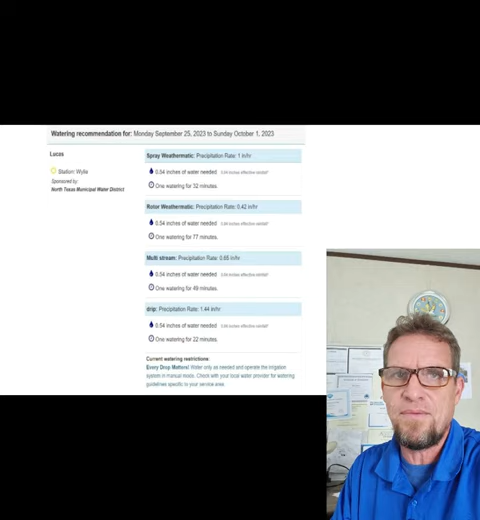 Watering recommendation for: Monday September 25, 2023 to Sunday October 1, 2023
Lucas
Station: Wylie
Sponsored by:
North Texas Municipal Water District
Spray Weathermatic: Precipitation Rate: 1 in/hr
0.54 inches of water needed
One watering for 32 minutes.
Rotor Weathermatic: Precipitation Rate: 0.42 in/hr
0.54 inches of water needed
One watering for 77 minutes.
Multi stream: Precipitation Rate: 0.65 in/hr
0.54 inches of water needed
One watering for 49 minutes.
drip: Precipitation Rate: 1.44 in/hr
0.54 inches of water needed
One watering for 22 minutes.
Current watering restrictions:
Every Drop Matters! Water only as needed and operate the irrigation
system in manual mode. Check with your local water provider for watering
guidelines specific to your service area.